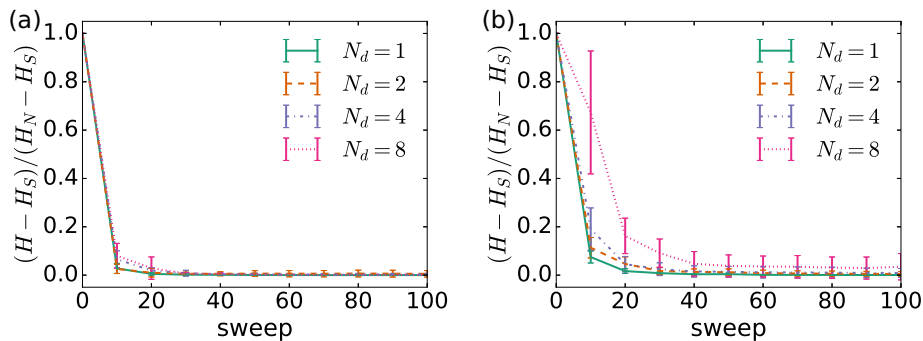 (a)
(H − H_S)/(H_N − H_S)
1.0
0.8
0.6
0.4
0.2
0.0
0 20 40 60 80 100
sweep
N_d = 1
N_d = 2
N_d = 4
N_d = 8
(b)
(H − H_S)/(H_N − H_S)
1.0
0.8
0.6
0.4
0.2
0.0
0 20 40 60 80 100
sweep
N_d = 1
N_d = 2
N_d = 4
N_d = 8